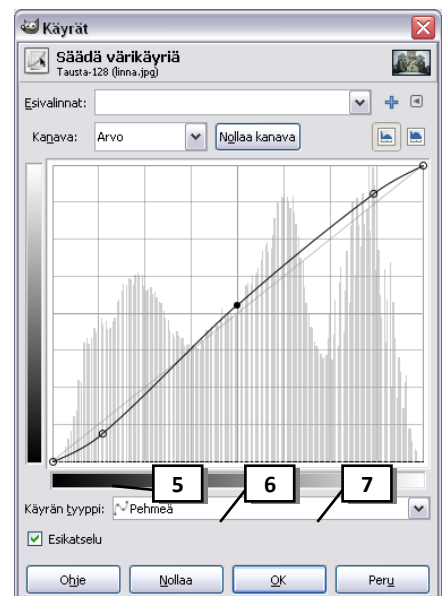 Käyrät
Säädä värikäyriä
Tausta-128 (linna.jpg)
Esivalinnat:
Kanava: Arvo Nollaa kanava
5 6 7
Käyrän tyyppi: Pehmeä
Esikatselu
Ohje Nollaa OK Peru